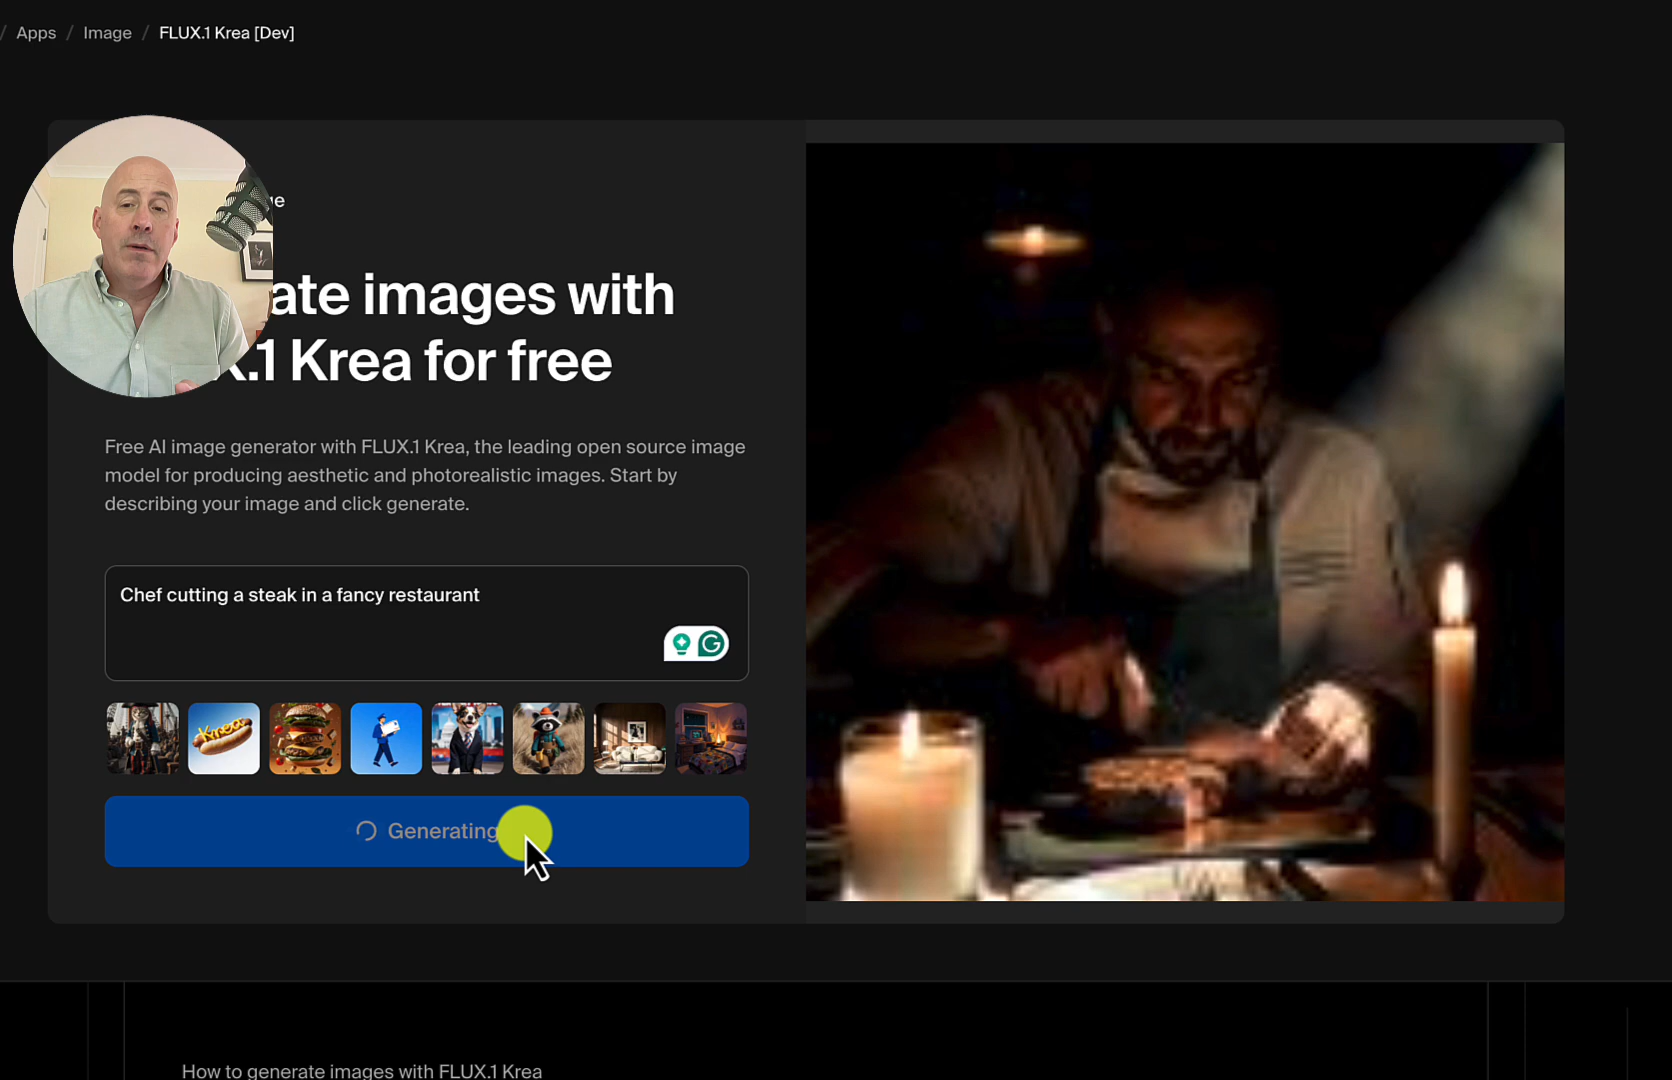 / Apps / Image / FLUX.1 Krea [Dev]
ge
ate images with
X.1 Krea for free
Free AI image generator with FLUX.1 Krea, the leading open source image
model for producing aesthetic and photorealistic images. Start by
describing your image and click generate.
Chef cutting a steak in a fancy restaurant
G
Krea
Generating
How to generate images with FLUX.1 Krea